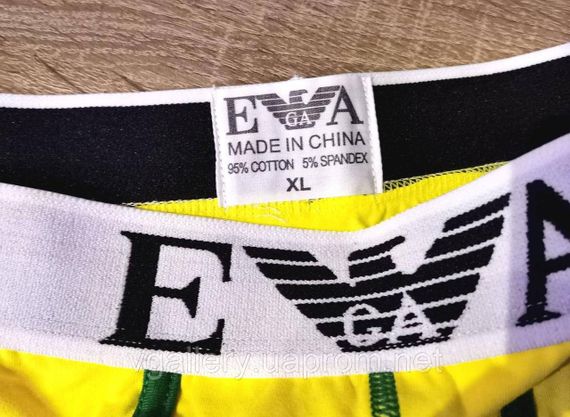 E GA A
MADE IN CHINA
95% COTTON 5% SPANDEX
XL
E GA A
vgallery.uaprom.net